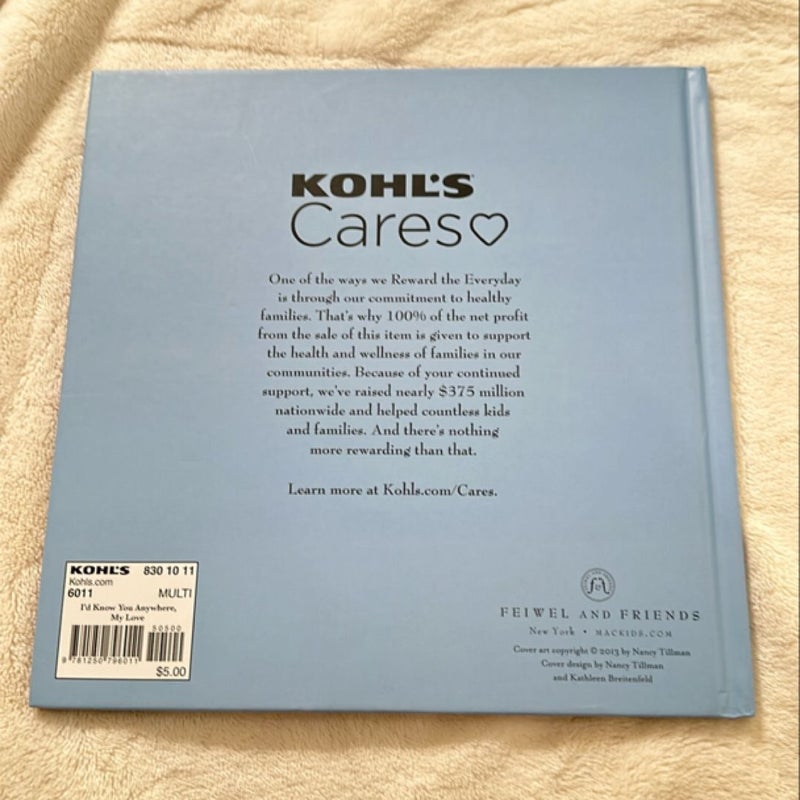 KOHL'S
Cares
One of the ways we Reward the Everyday
is through our commitment to healthy
families. That's why 100% of the net profit
from the sale of this item is given to support
the health and wellness of families in our
communities. Because of your continued
support, we've raised nearly $375 million
nationwide and helped countless kids
and families. And there's nothing
more rewarding than that.
Learn more at Kohls.com/Cares.
KOHL'S 830 10 11
Kohls.com
6011 MULTI
I'd Know You Anywhere,
My Love
50500
9 781250 796011
$5.00
FEIWEL AND FRIENDS
New York • MACKIDS.COM
Cover art copyright © 2013 by Nancy Tillman
Cover design by Nancy Tillman
and Kathleen Breitenfeld